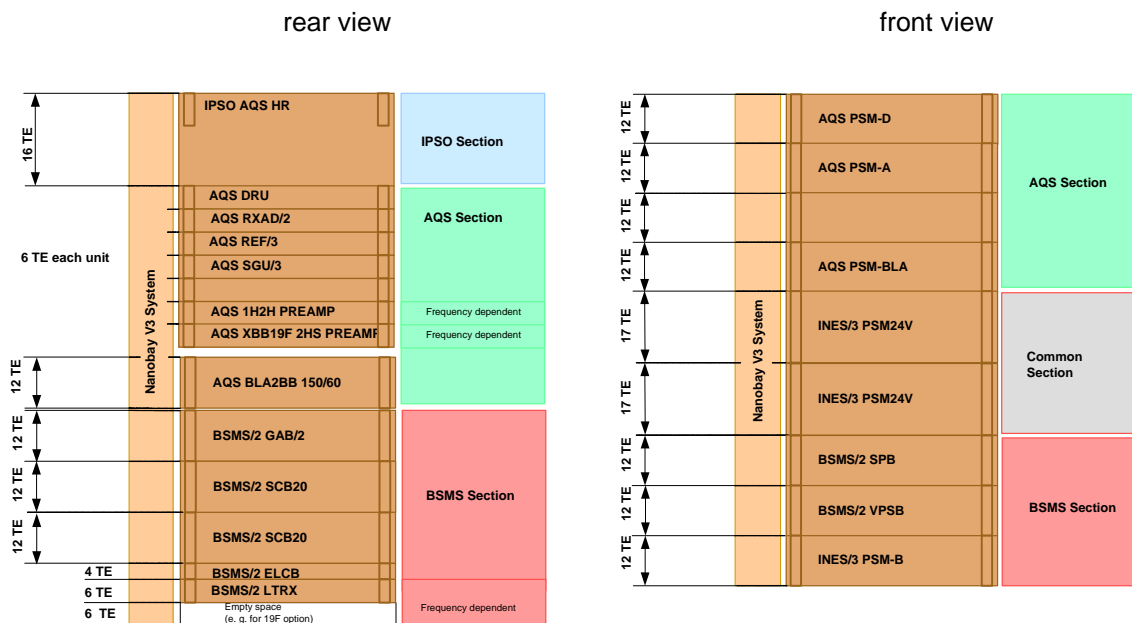 rear view
front view
16 TE
6 TE each unit
12 TE
12 TE
12 TE
12 TE
4 TE
6 TE
6 TE
Nanobay V3 System
IPSO AQS HR
AQS DRU
AQS RXAD/2
AQS REF/3
AQS SGU/3
AQS 1H2H PREAMP
AQS XBB19F 2HS PREAMP
AQS BLA2BB 150/60
BSMS/2 GAB/2
BSMS/2 SCB20
BSMS/2 SCB20
BSMS/2 ELCB
BSMS/2 LTRX
Empty space
(e. g. for 19F option)
IPSO Section
AQS Section
Frequency dependent
Frequency dependent
BSMS Section
Frequency dependent
12 TE
12 TE
12 TE
12 TE
17 TE
17 TE
12 TE
12 TE
12 TE
Nanobay V3 System
AQS PSM-D
AQS PSM-A
AQS PSM-BLA
INES/3 PSM24V
INES/3 PSM24V
BSMS/2 SPB
BSMS/2 VPSB
INES/3 PSM-B
AQS Section
Common
Section
BSMS Section